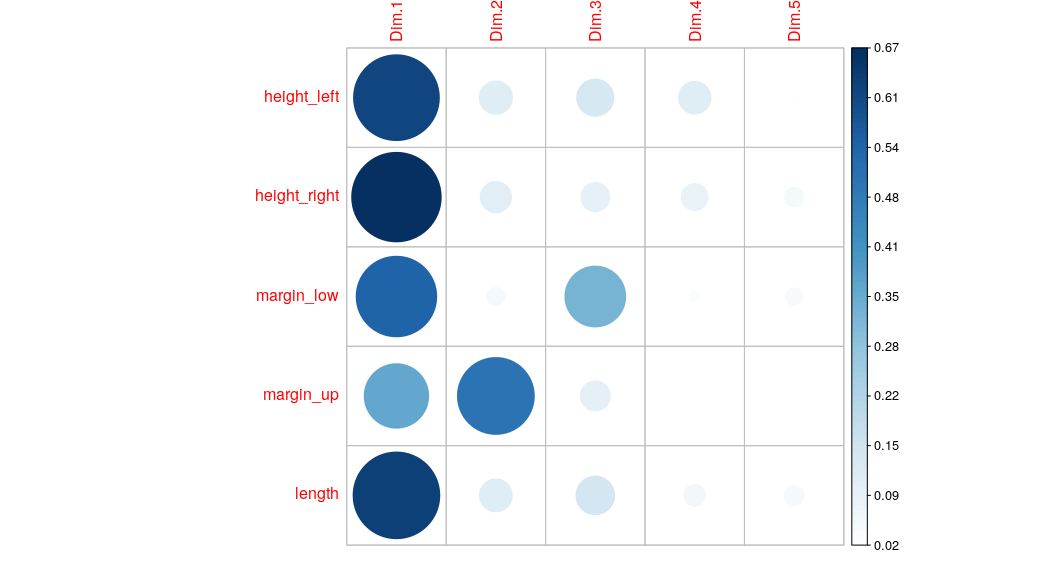 Dim.1
Dim.2
Dim.3
Dim.4
Dim.5
height_left
height_right
margin_low
margin_up
length
0.67
0.61
0.54
0.48
0.41
0.35
0.28
0.22
0.15
0.09
0.02